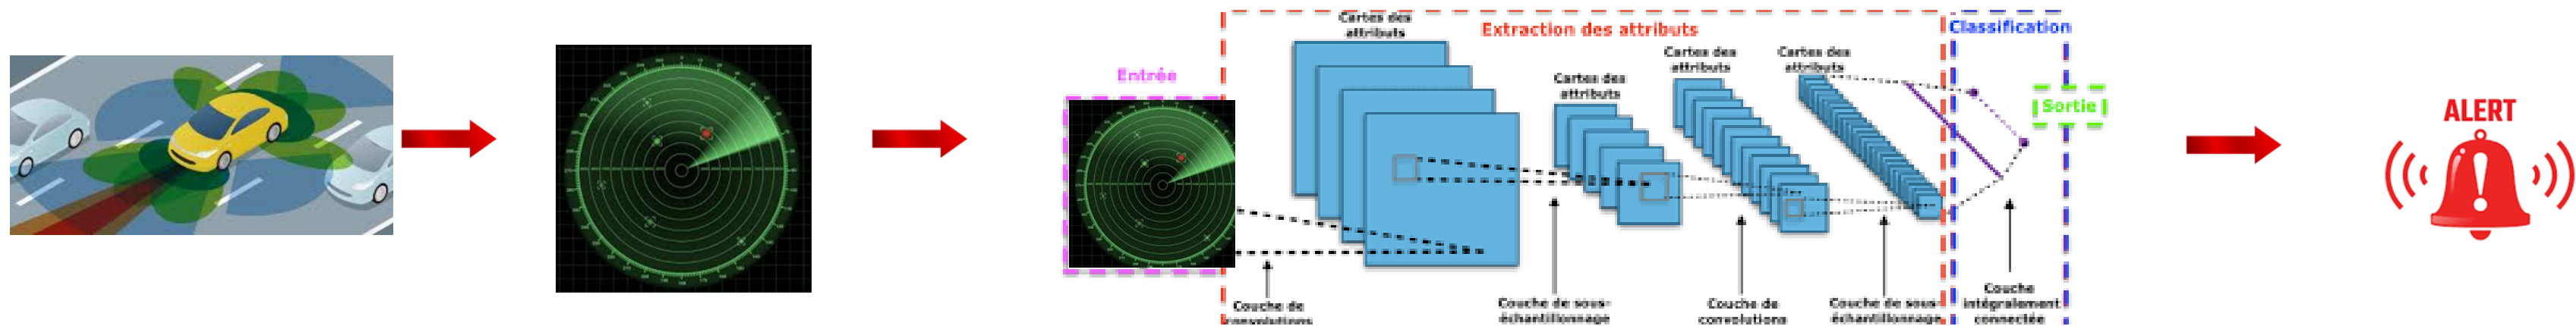 Entrée
Extraction des attributs
Cartes des
attributs
Cartes des
attributs
Cartes des
attributs
Cartes des
attributs
Classification
Sortie
Couche de
convolutions
Couche de sous-
échantillonnage
Couche de
convolutions
Couche de sous-
échantillonnage
Couche
intégralement
connectée
ALERT